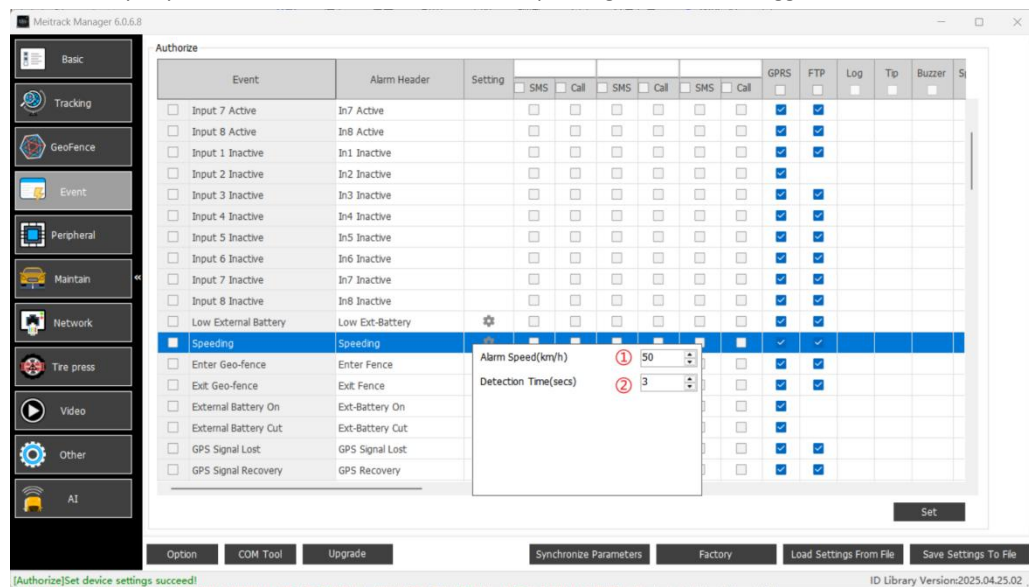 Meitrack Manager 6.0.6.8
Basic
Tracking
GeoFence
Event
Peripheral
Maintain
«
Network
Tire press
Video
Other
AI
Authorize
Event Alarm Header Setting SMS Call SMS Call SMS Call GPRS FTP Log Tip Buzzer
Input 7 Active In7 Active
Input 8 Active In8 Active
Input 1 Inactive In1 Inactive
Input 2 Inactive In2 Inactive
Input 3 Inactive In3 Inactive
Input 4 Inactive In4 Inactive
Input 5 Inactive In5 Inactive
Input 6 Inactive In6 Inactive
Input 7 Inactive In7 Inactive
Input 8 Inactive In8 Inactive
Low External Battery Low Ext-Battery
Speeding Speeding
Enter Geo-fence Enter Fence
Exit Geo-fence Exit Fence
External Battery On Ext-Battery On
External Battery Cut Ext-Battery Cut
GPS Signal Lost GPS Signal Lost
GPS Signal Recovery GPS Recovery
Alarm Speed(km/h) ① 50
Detection Time(secs) ② 3
Set
Option COM Tool Upgrade Synchronize Parameters Factory Load Settings From File Save Settings To File
[Authorize]Set device settings succeed! ID Library Version:2025.04.25.02